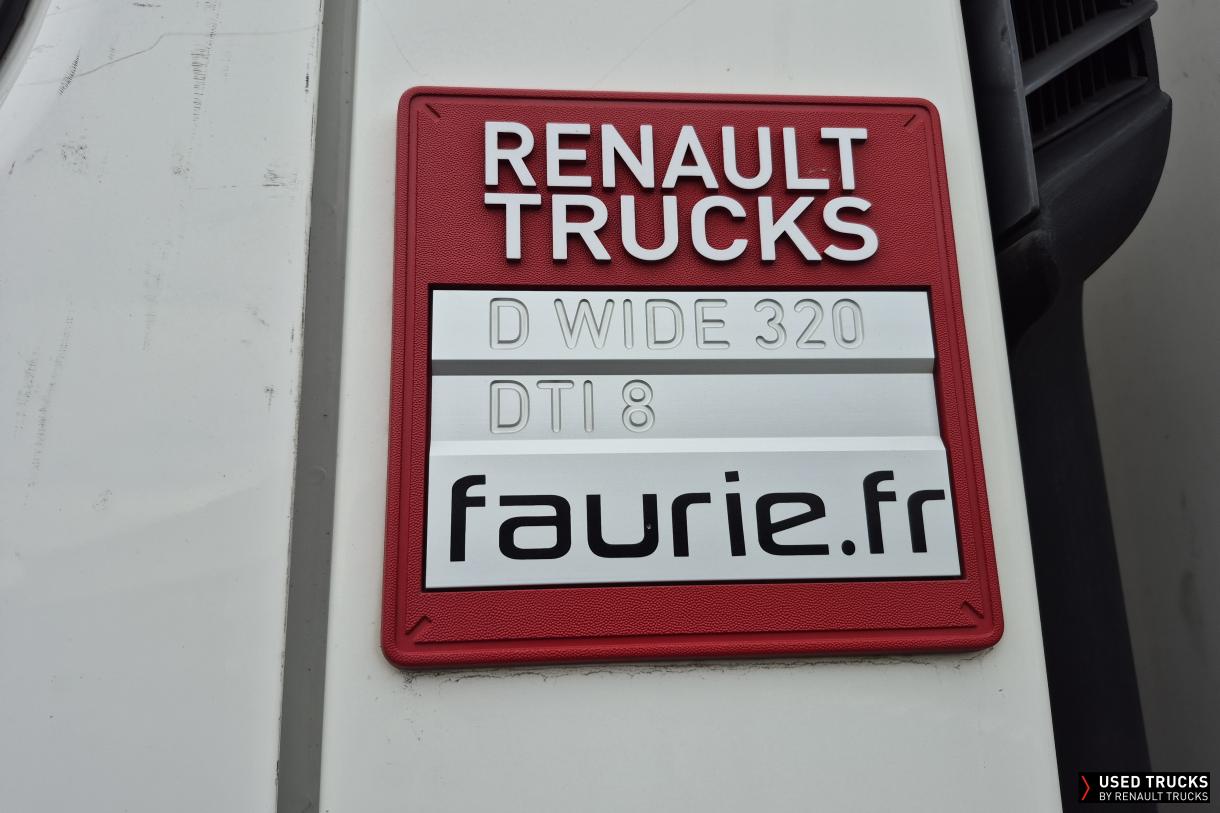 RENAULT
TRUCKS
D WIDE 320
DTI 8
faurie.fr
USED TRUCKS
BY RENAULT TRUCKS